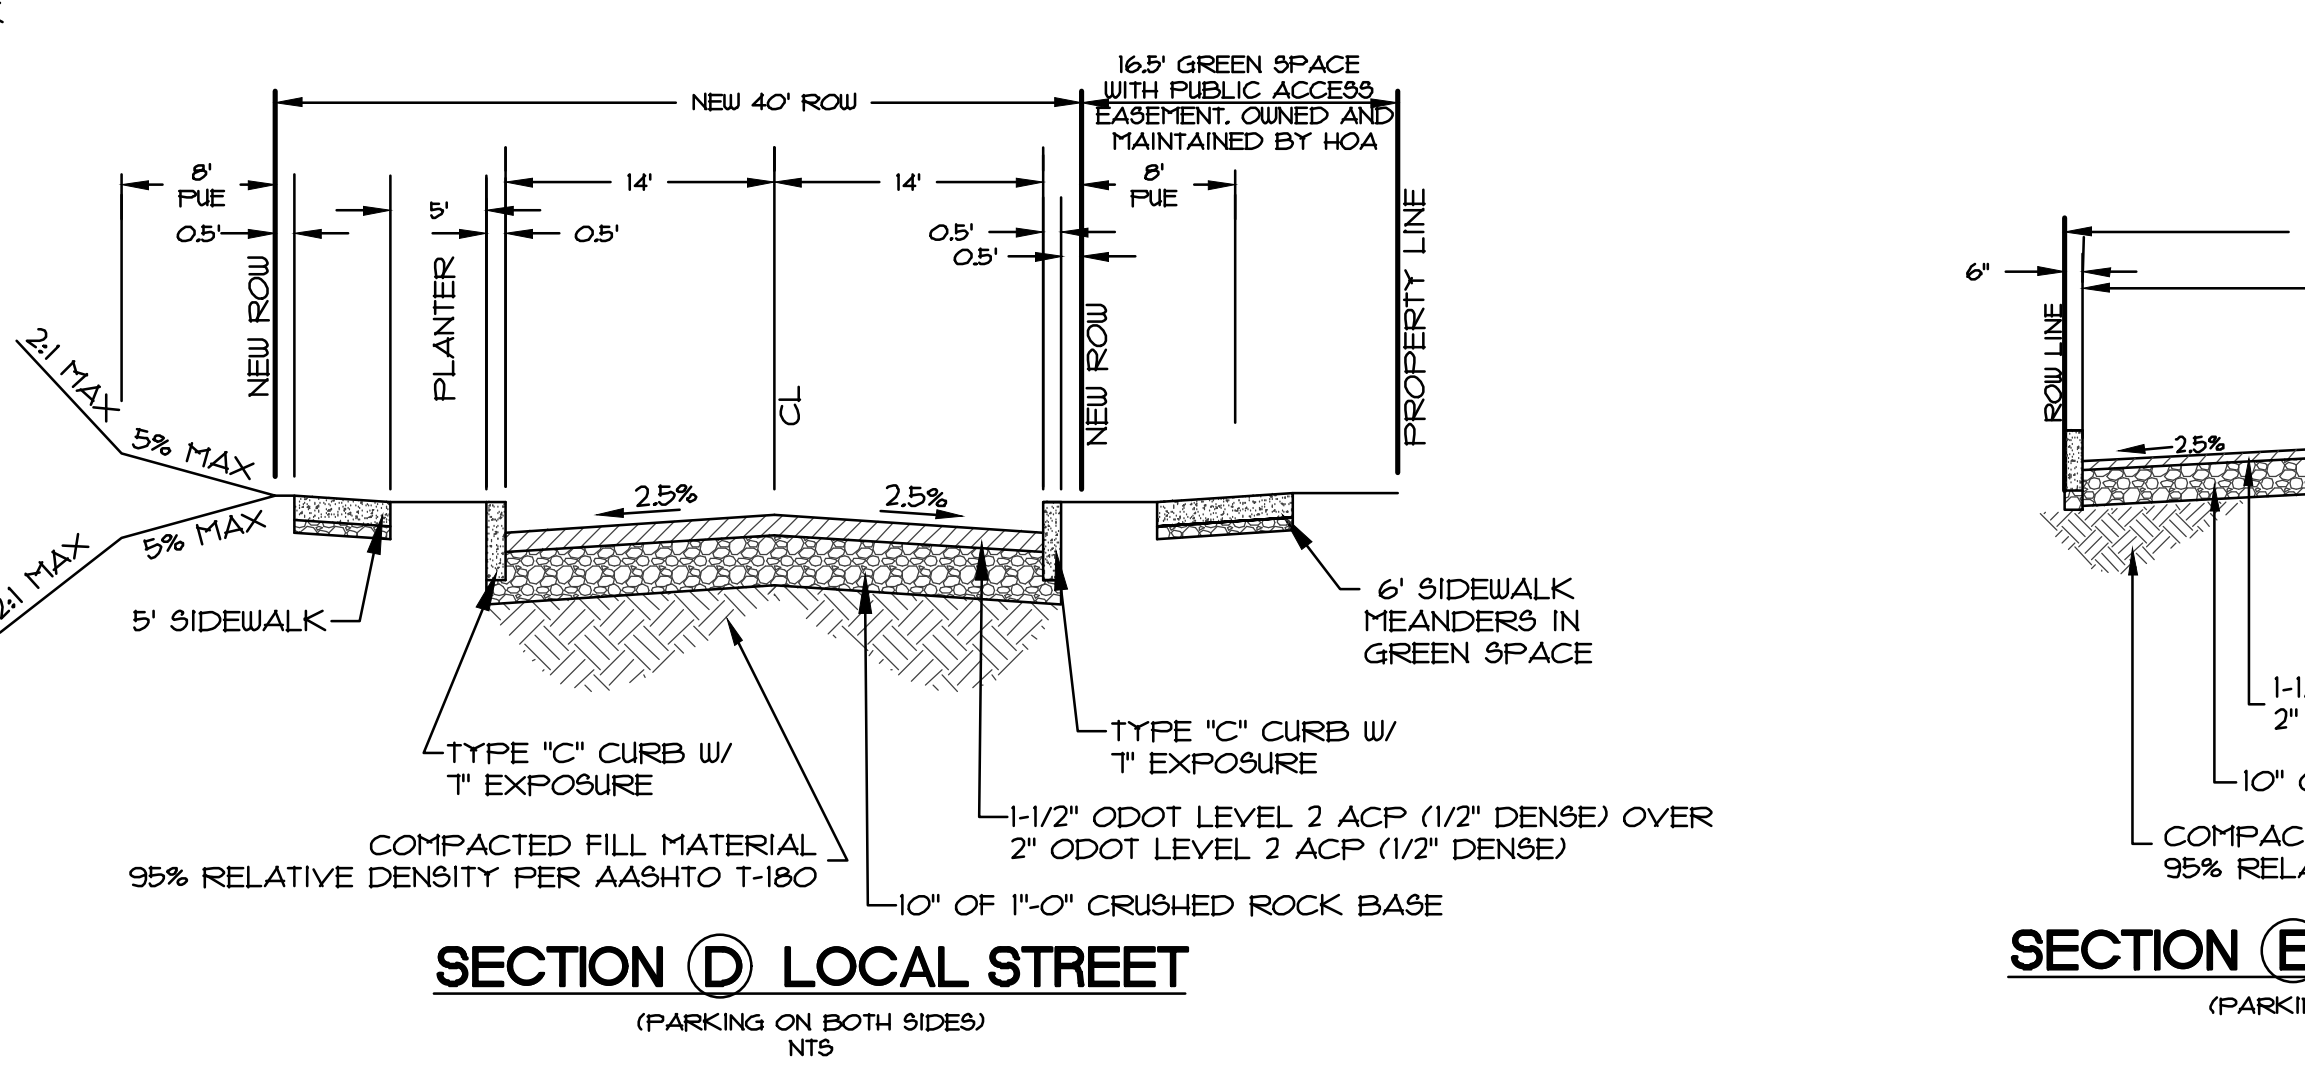 16.5' GREEN SPACE
WITH PUBLIC ACCESS
EASEMENT. OWNED AND
MAINTAINED BY HOA
NEW 40' ROW
8'
PUE
5'
0.5'
0.5'
14'
14'
0.5'
0.5'
8'
PUE
NEW ROW
PLANTER
CL
NEW ROW
PROPERTY LINE
2:1 MAX
5% MAX
5% MAX
2:1 MAX
2.5%
2.5%
5' SIDEWALK
6' SIDEWALK
MEANDERS IN
GREEN SPACE
TYPE "C" CURB W/
7" EXPOSURE
TYPE "C" CURB W/
7" EXPOSURE
COMPACTED FILL MATERIAL
95% RELATIVE DENSITY PER AASHTO T-180
1-1/2" ODOT LEVEL 2 ACP (1/2" DENSE) OVER
2" ODOT LEVEL 2 ACP (1/2" DENSE)
10" OF 1"-0" CRUSHED ROCK BASE
SECTION D LOCAL STREET
(PARKING ON BOTH SIDES)
NTS
6"
ROW LINE
2.5%
2"
10"
95%
SECTION E